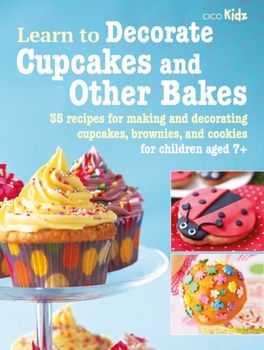 CICO Kidz
Learn to Decorate
Cupcakes and
Other Bakes
35 recipes for making and decorating
cupcakes, brownies, and cookies
for children aged 7+